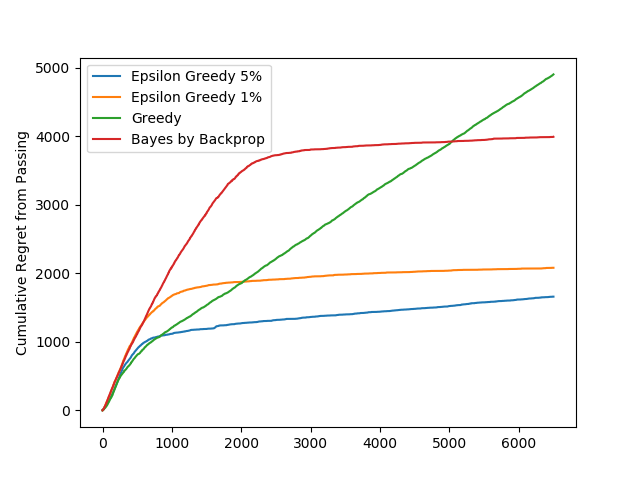 Epsilon Greedy 5%
Epsilon Greedy 1%
Greedy
Bayes by Backprop
Cumulative Regret from Passing
5000
4000
3000
2000
1000
0
0 1000 2000 3000 4000 5000 6000